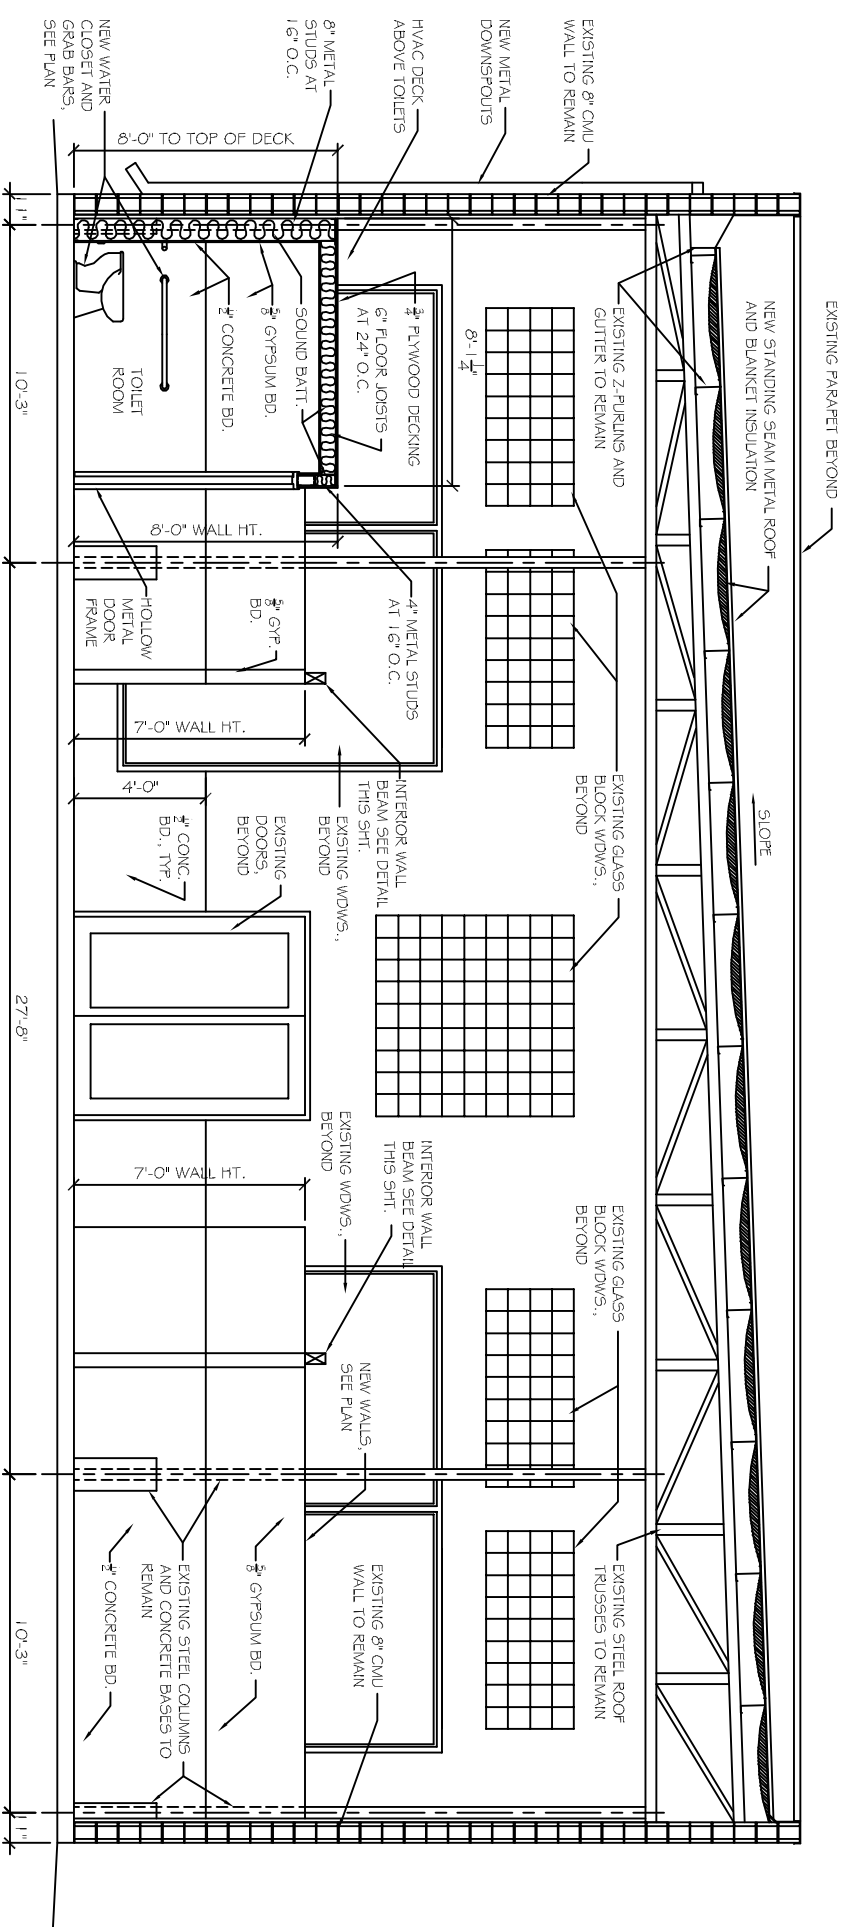 EXISTING PARAPET BEYOND
NEW STANDING SEAM METAL ROOF
AND BLANKET INSULATION
SLOPE
EXISTING 8" CMU
WALL TO REMAIN
EXISTING Z-PURLINS AND
GUTTER TO REMAIN
EXISTING GLASS
BLOCK WDWS.,
BEYOND
EXISTING GLASS
BLOCK WDWS.,
BEYOND
EXISTING STEEL ROOF
TRUSSES TO REMAIN
NEW METAL
DOWNSPOUTS
8'-1 1/4"
HVAC DECK
ABOVE TOILETS
3/4" PLYWOOD DECKING
6" FLOOR JOISTS
AT 24" O.C.
4" METAL STUDS
AT 16" O.C.
INTERIOR WALL
BEAM SEE DETAIL
THIS SHT.
EXISTING WDWS.,
BEYOND
INTERIOR WALL
BEAM SEE DETAIL
THIS SHT.
EXISTING WDWS.,
BEYOND
NEW WALLS,
SEE PLAN
EXISTING 8" CMU
WALL TO REMAIN
8" METAL
STUDS AT
16" O.C.
SOUND BATT.
5/8" GYPSUM BD.
1/2" CONCRETE BD.
5/8" GYP.
BD.
EXISTING
DOORS,
BEYOND
5/8" GYPSUM BD.
8'-0" TO TOP OF DECK
8'-0" WALL HT.
7'-0" WALL HT.
4'-0"
1/2" CONC.
BD., TYP.
7'-0" WALL HT.
TOILET
ROOM
HOLLOW
METAL
DOOR
FRAME
EXISTING STEEL COLUMNS
AND CONCRETE BASES TO
REMAIN
1/2" CONCRETE BD.
NEW WATER
CLOSET AND
GRAB BARS,
SEE PLAN
11"
10'-3"
27'-8"
10'-3"
11"